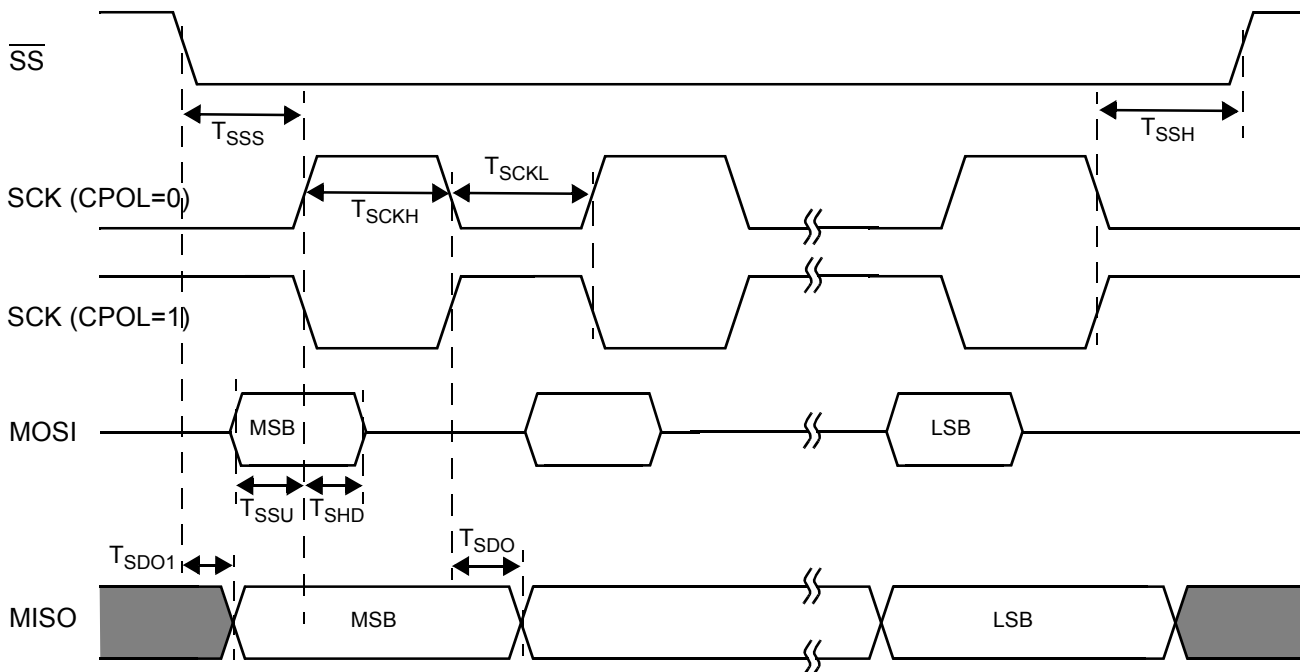 SS
TSSS
TSSH
SCK (CPOL=0)
TSCKH
TSCKL
SCK (CPOL=1)
MOSI
MSB
LSB
TSSU
TSHD
TSDO1
TSDO
MISO
MSB
LSB